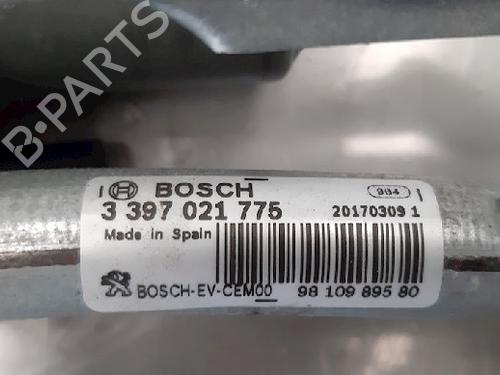 B-PARTS
BOSCH 984
3 397 021 775 20170309 1
Made in Spain
BOSCH-EV-CEM00 98 109 895 80